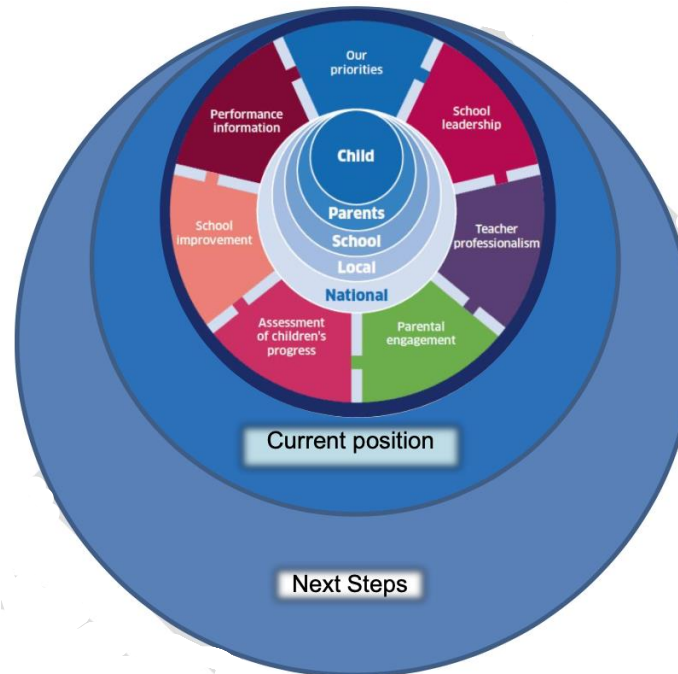 Our
priorities
Performance
information
School
leadership
Child
Parents
School
improvement
School
Teacher
professionalism
Local
National
Assessment
of children's
progress
Parental
engagement
Current position
Next Steps